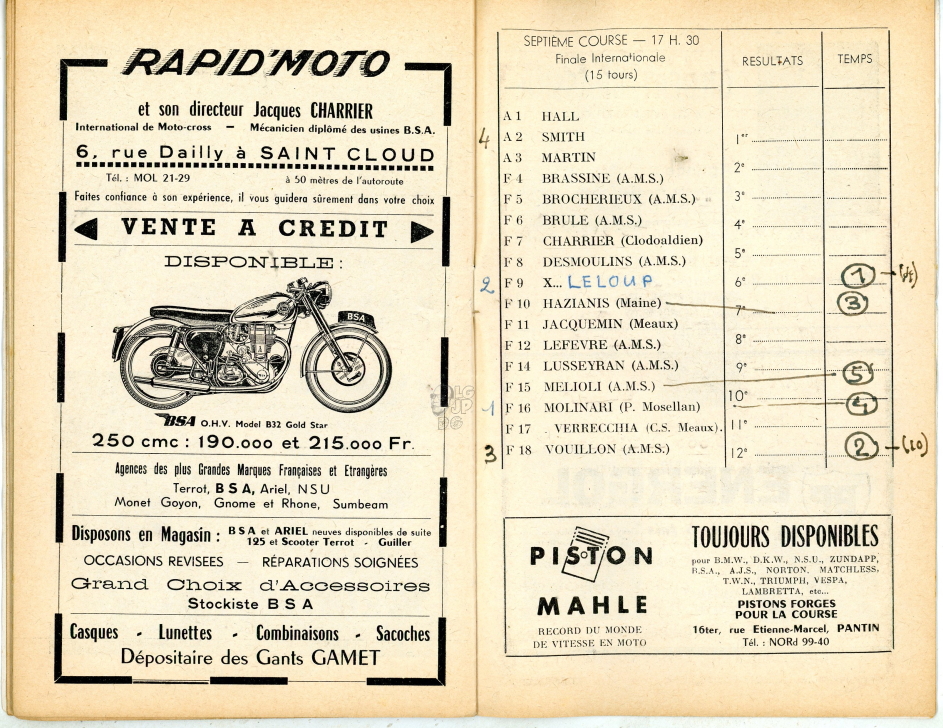 RAPID'MOTO
et son directeur Jacques CHARRIER
International de Moto-cross — Mécanicien diplômé des usines B.S.A.
6, rue Dailly à SAINT CLOUD
Tél. : MOL 21-29 à 50 mètres de l'autoroute
Faites confiance à son expérience, il vous guidera sûrement dans votre choix
VENTE A CREDIT
DISPONIBLE :
BSA
BSA O.H.V. Model B32 Gold Star
250 cmc : 190.000 et 215.000 Fr.
Agences des plus Grandes Marques Françaises et Etrangères
Terrot, BSA, Ariel, NSU
Monet Goyon, Gnome et Rhone, Sumbeam
Disposons en Magasin : BSA et ARIEL neuves disponibles de suite
125 et Scooter Terrot - Guiller
OCCASIONS REVISEES — RÉPARATIONS SOIGNÉES
Grand Choix d'Accessoires
Stockiste BSA
Casques - Lunettes - Combinaisons - Sacoches
Dépositaire des Gants GAMET
SEPTIÈME COURSE — 17 H. 30
Finale Internationale
(15 tours)
RESULTATS
TEMPS
A 1 HALL
4 A 2 SMITH
A 3 MARTIN
F 4 BRASSINE (A.M.S.)
F 5 BROCHERIEUX (A.M.S.)
F 6 BRULE (A.M.S.)
F 7 CHARRIER (Clodoaldien)
F 8 DESMOULINS (A.M.S.)
2 F 9 X... LELOUP
F 10 HAZIANIS (Maine)
F 11 JACQUEMIN (Meaux)
F 12 LEFEVRE (A.M.S.)
F 14 LUSSEYRAN (A.M.S.)
F 15 MELIOLI (A.M.S.)
1 F 16 MOLINARI (P. Mosellan)
F 17 VERRECCHIA (C.S. Meaux).
3 F 18 VOUILLON (A.M.S.)
1er
2e
3e
4e
5e
6e
7e
8e
9e
10e
11e
12e
1
3
5
4
2 (10)
PISTON
MAHLE
RECORD DU MONDE
DE VITESSE EN MOTO
TOUJOURS DISPONIBLES
pour B.M.W., D.K.W., N.S.U., ZUNDAPP,
B.S.A., A.J.S., NORTON, MATCHLESS,
T.W.N., TRIUMPH, VESPA,
LAMBRETTA, etc...
PISTONS FORGES
POUR LA COURSE
16ter, rue Etienne-Marcel, PANTIN
Tél. : NORd 99-40